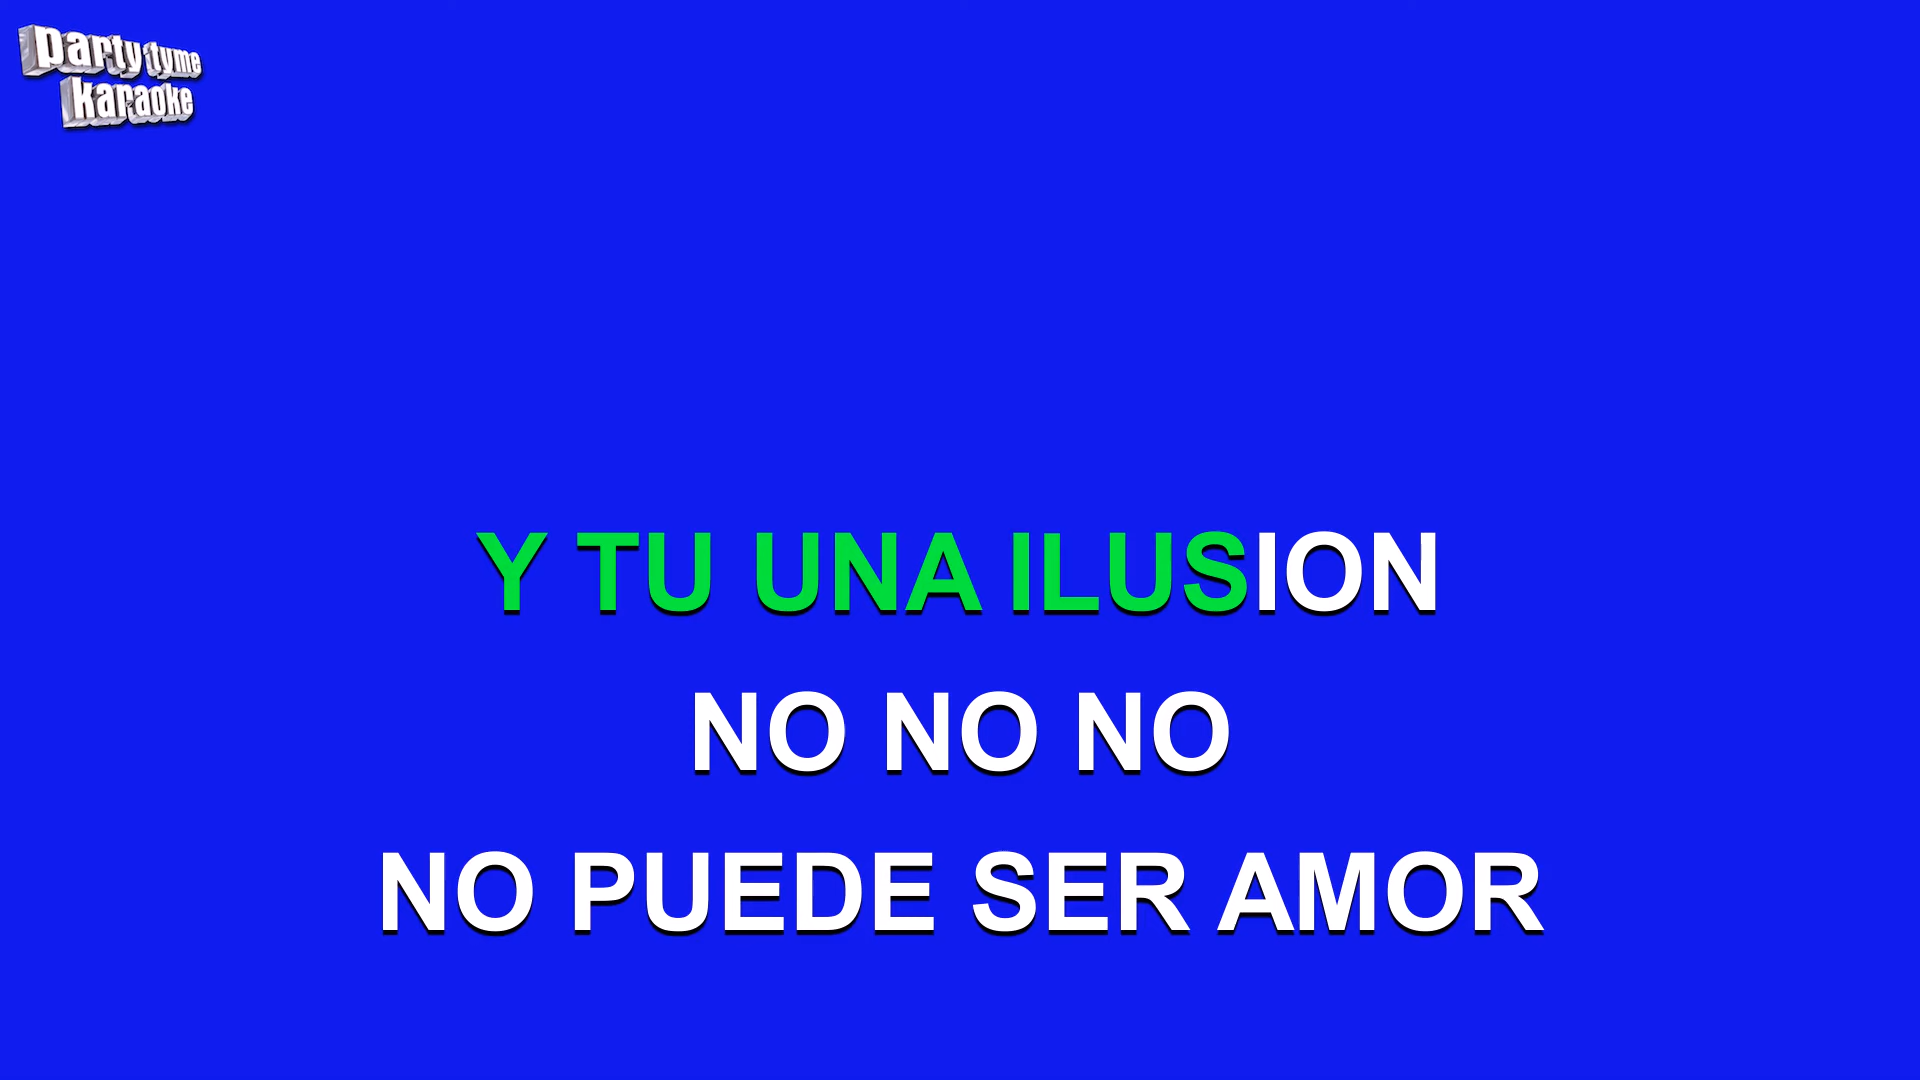 party tyme
karaoke
Y TU UNA ILUSION
NO NO NO
NO PUEDE SER AMOR